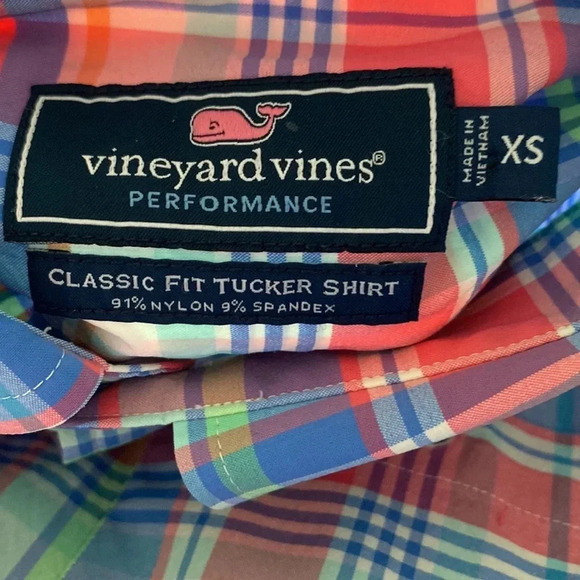 vineyard vines®
PERFORMANCE
MADE IN
VIETNAM
XS
CLASSIC FIT TUCKER SHIRT
91% NYLON 9% SPANDEX